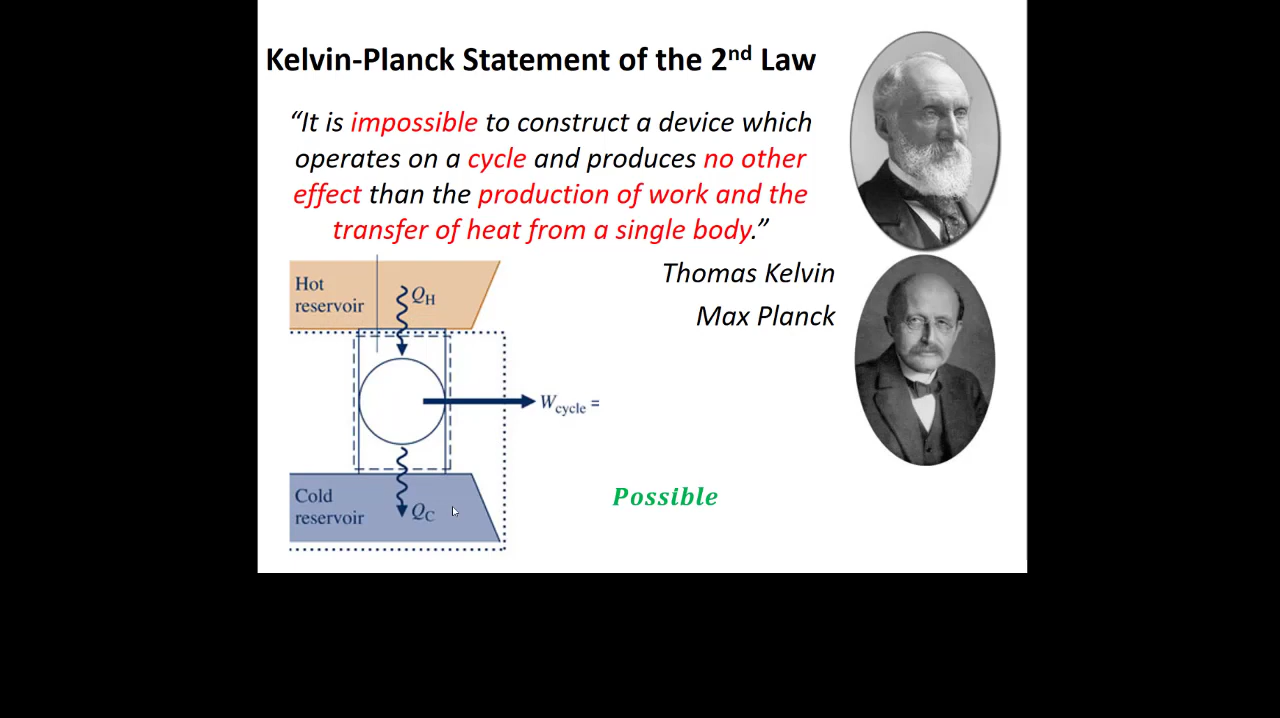 Kelvin-Planck Statement of the 2nd Law
“It is impossible to construct a device which
operates on a cycle and produces no other
effect than the production of work and the
transfer of heat from a single body.”
Thomas Kelvin
Max Planck
Hot
reservoir
QH
Wcycle =
Cold
reservoir
QC
Possible